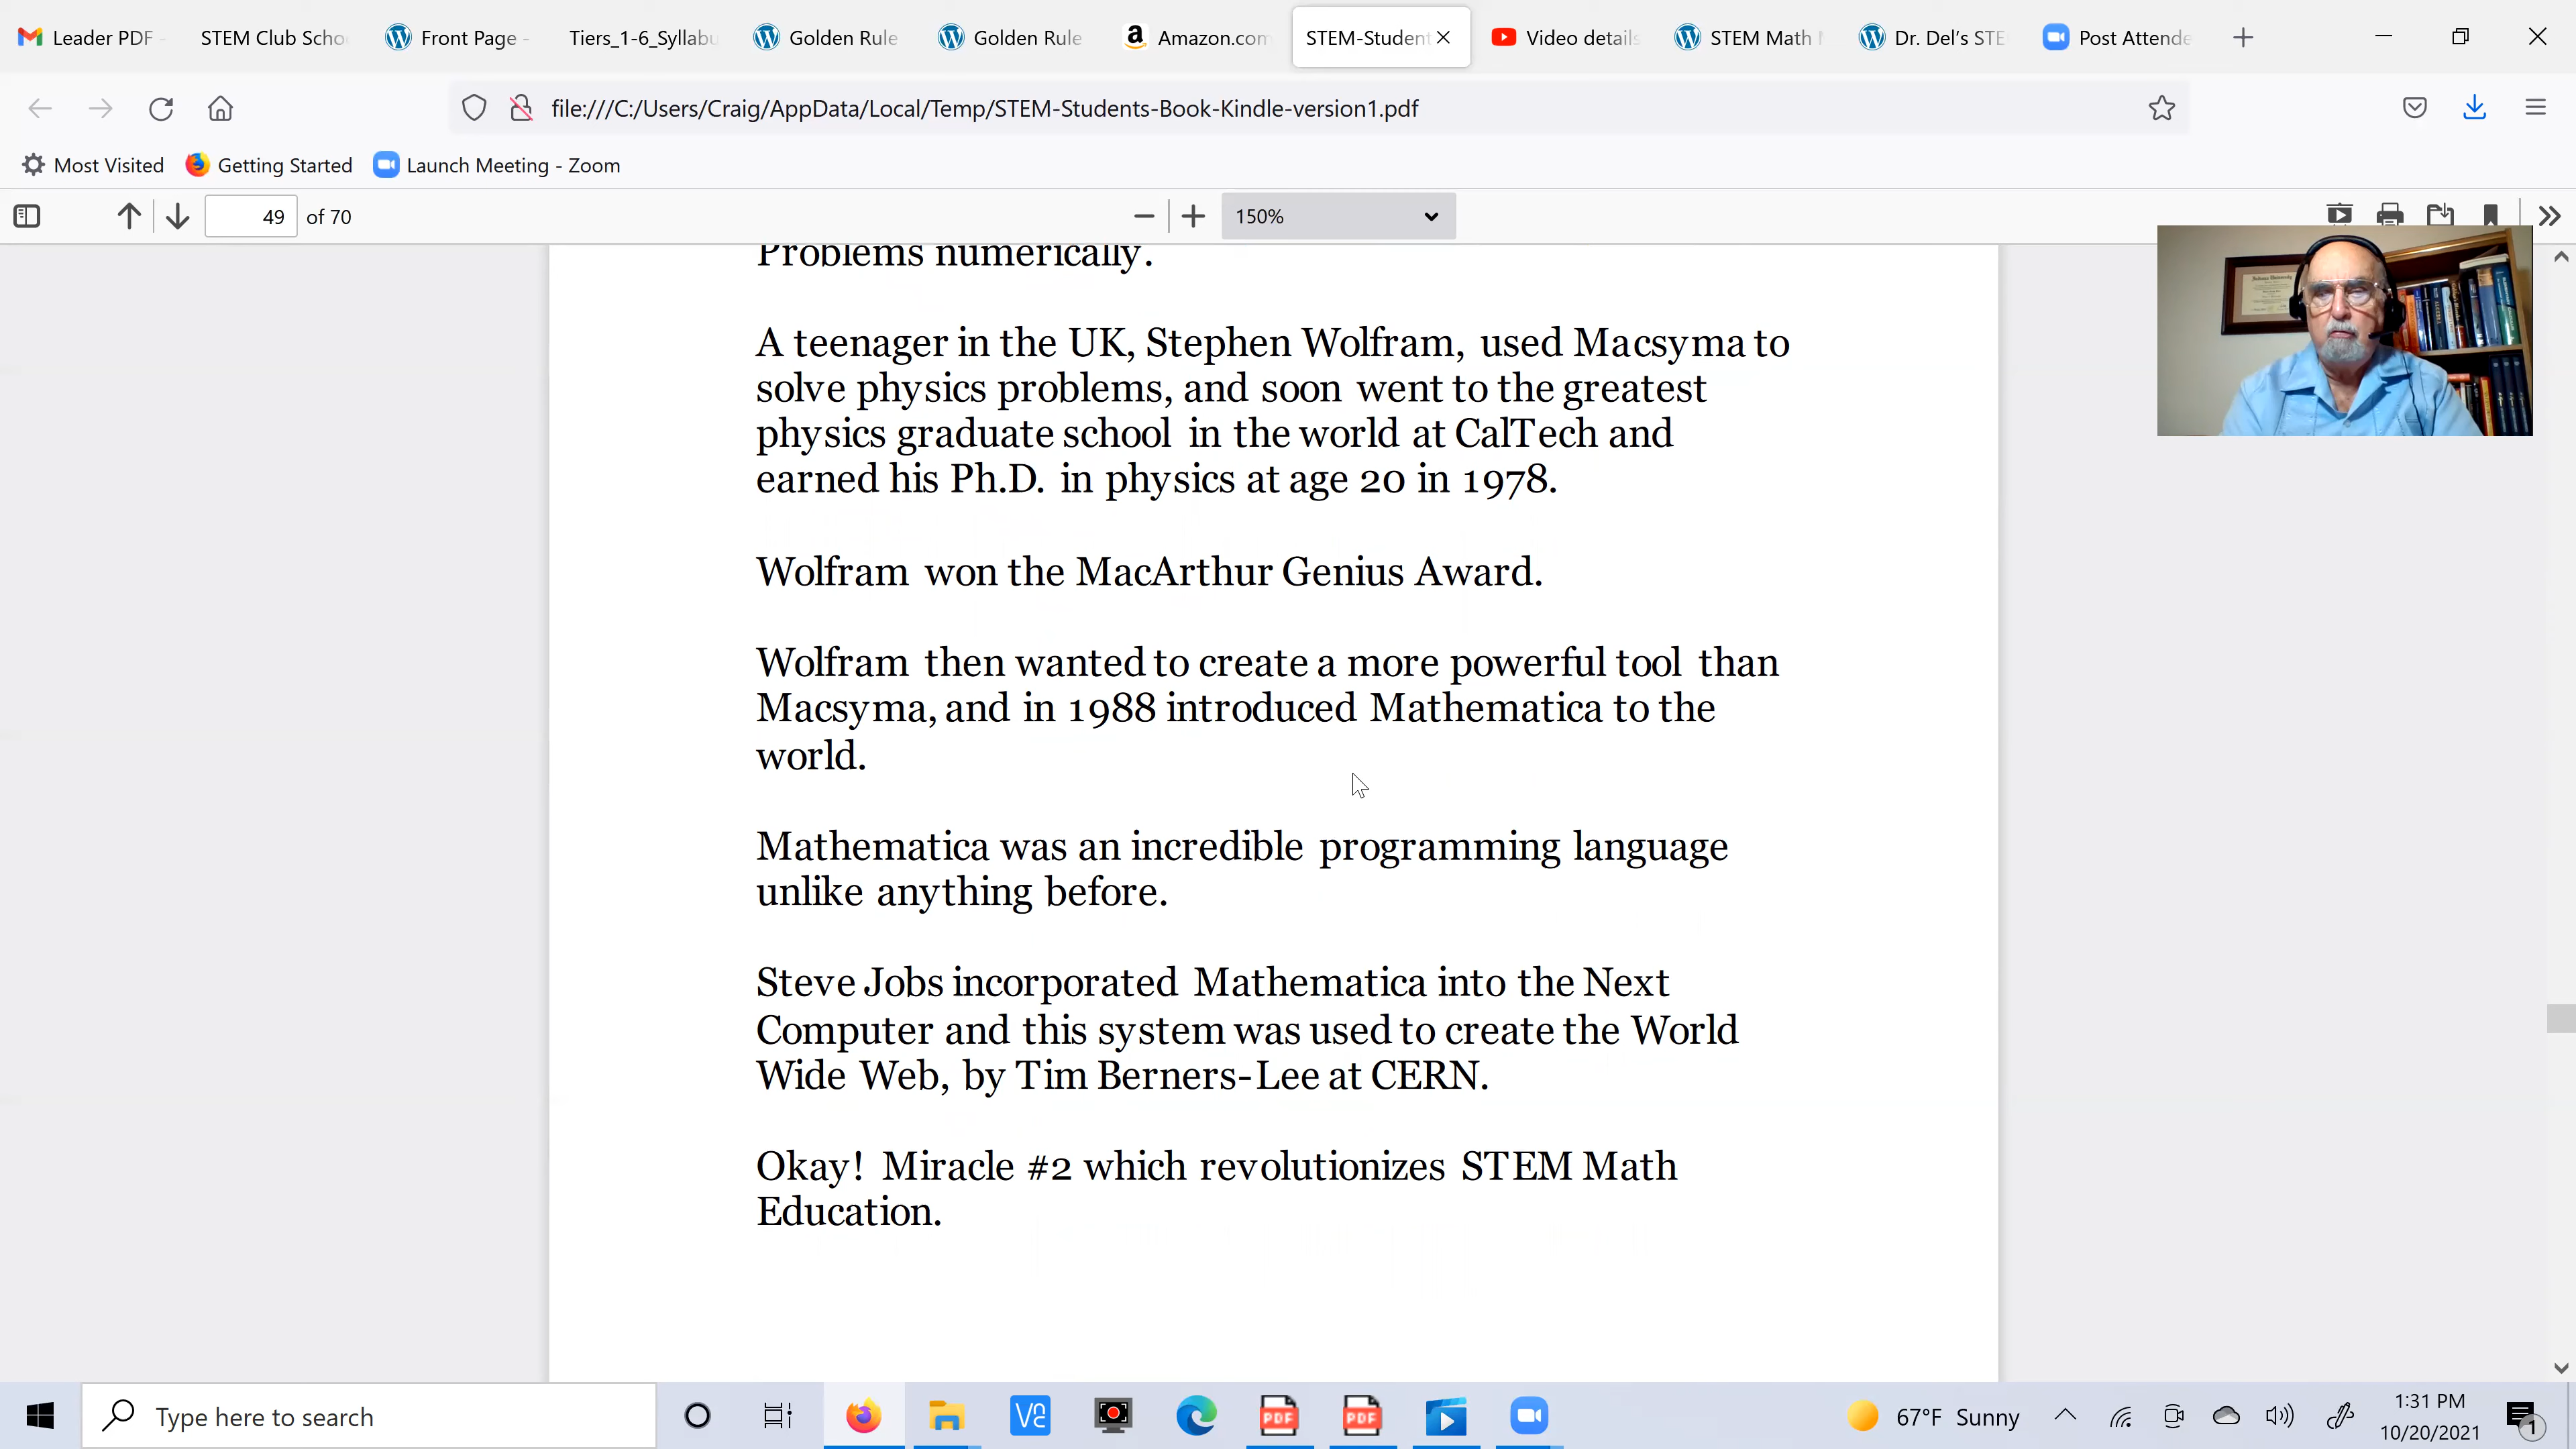 Leader PDF -
STEM Club Scho
Front Page -
Tiers_1-6_Syllabu
Golden Rule
Golden Rule
Amazon.com
STEM-Student
Video details
STEM Math
Dr. Del's STE
Post Attende
file:///C:/Users/Craig/AppData/Local/Temp/STEM-Students-Book-Kindle-version1.pdf
Most Visited
Getting Started
Launch Meeting - Zoom
49 of 70
150%
Problems numerically.
A teenager in the UK, Stephen Wolfram, used Macsyma to
solve physics problems, and soon went to the greatest
physics graduate school in the world at CalTech and
earned his Ph.D. in physics at age 20 in 1978.
Wolfram won the MacArthur Genius Award.
Wolfram then wanted to create a more powerful tool than
Macsyma, and in 1988 introduced Mathematica to the
world.
Mathematica was an incredible programming language
unlike anything before.
Steve Jobs incorporated Mathematica into the Next
Computer and this system was used to create the World
Wide Web, by Tim Berners-Lee at CERN.
Okay! Miracle #2 which revolutionizes STEM Math
Education.
Type here to search
PDF
PDF
67°F Sunny
1:31 PM
10/20/2021
1